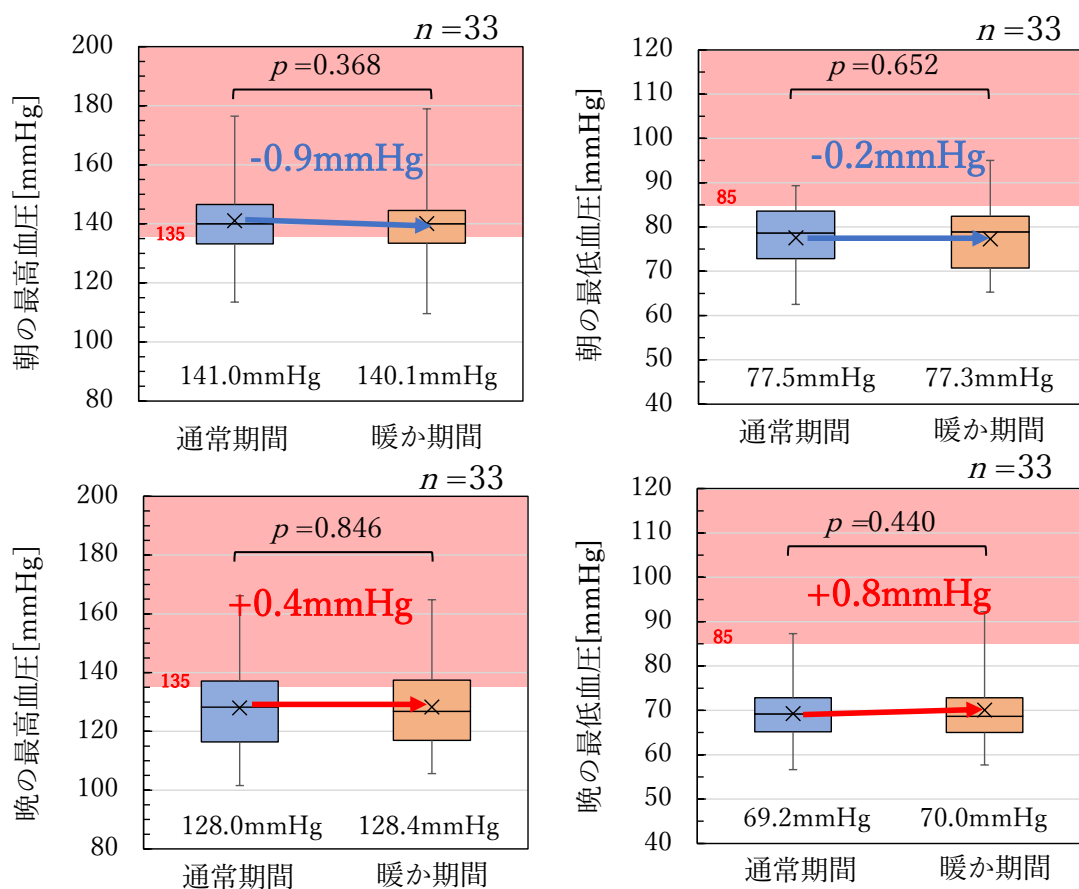 n=33
朝の最高血圧[mmHg]
200
180
160
140
120
100
80
p=0.368
-0.9mmHg
135
141.0mmHg 140.1mmHg
通常期間 暖か期間
n=33
朝の最低血圧[mmHg]
120
110
100
90
80
70
60
50
40
p=0.652
-0.2mmHg
85
77.5mmHg 77.3mmHg
通常期間 暖か期間
n=33
晩の最高血圧[mmHg]
200
180
160
140
120
100
80
p=0.846
+0.4mmHg
135
128.0mmHg 128.4mmHg
通常期間 暖か期間
n=33
晩の最低血圧[mmHg]
120
110
100
90
80
70
60
50
40
p=0.440
+0.8mmHg
85
69.2mmHg 70.0mmHg
通常期間 暖か期間